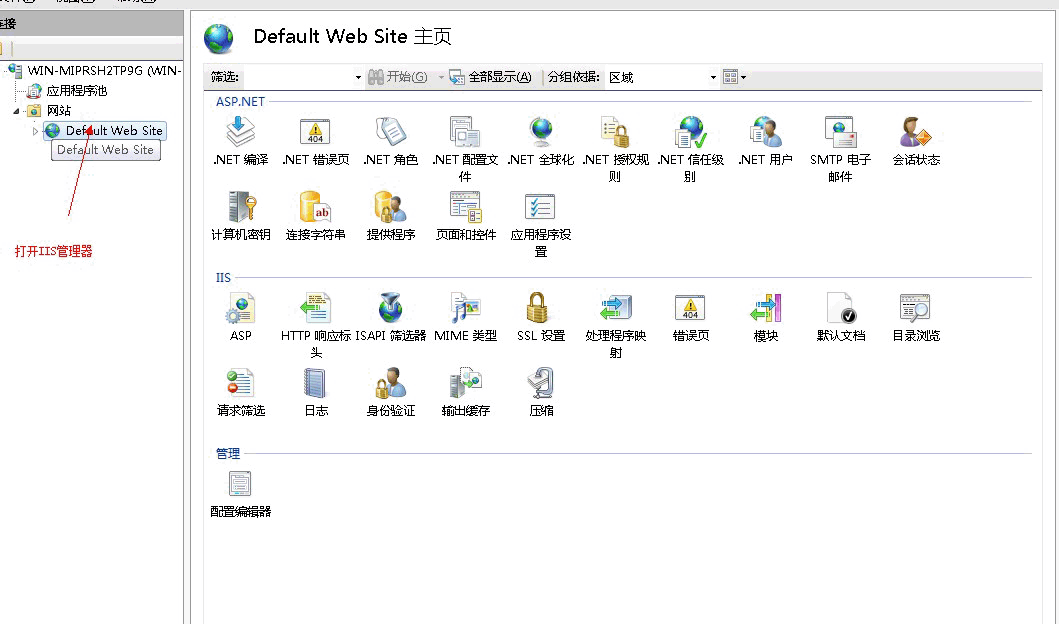 连接
Default Web Site 主页
筛选:
开始(G)
全部显示(A)
分组依据:
区域
WIN-MIPRSH2TP9G (WIN-
应用程序池
网站
Default Web Site
Default Web Site
打开IIS管理器
ASP.NET
.NET 编译
.NET 错误页
404
.NET 角色
.NET 配置文
件
.NET 全球化
.NET 授权规
则
.NET 信任级
别
.NET 用户
SMTP 电子
邮件
会话状态
计算机密钥
ab
连接字符串
提供程序
页面和控件
应用程序设
置
IIS
ASP
HTTP 响应标
头
ISAPI 筛选器
MIME 类型
SSL 设置
处理程序映
射
404
错误页
模块
默认文档
目录浏览
请求筛选
日志
身份验证
输出缓存
压缩
管理
配置编辑器